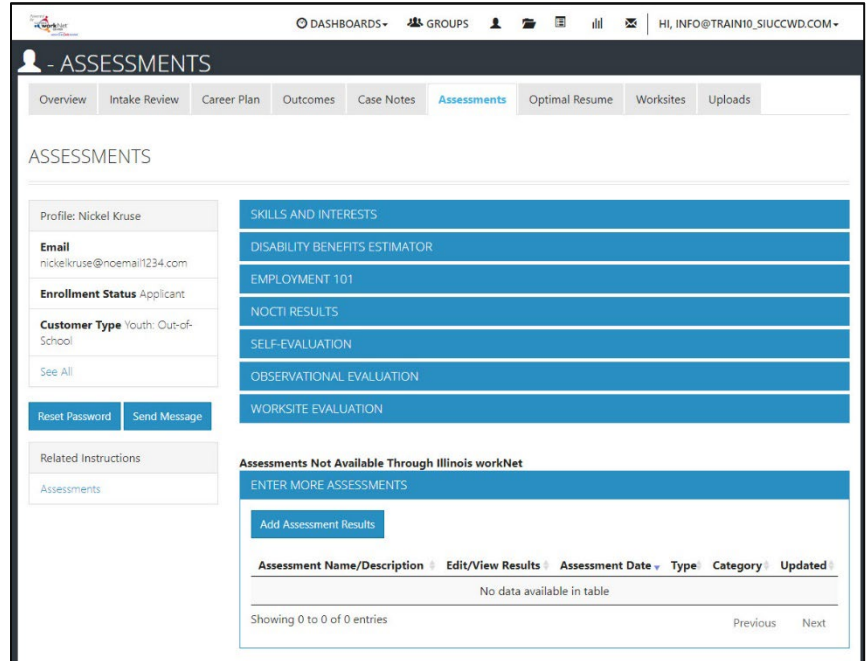 workNet
DASHBOARDS
GROUPS
HI, INFO@TRAIN10_SIUCCWD.COM
- ASSESSMENTS
Overview Intake Review Career Plan Outcomes Case Notes Assessments Optimal Resume Worksites Uploads
ASSESSMENTS
Profile: Nickel Kruse
Email
nickelkruse@noemail1234.com
Enrollment Status Applicant
Customer Type Youth: Out-of-
School
See All
Reset Password Send Message
Related Instructions
Assessments
SKILLS AND INTERESTS
DISABILITY BENEFITS ESTIMATOR
EMPLOYMENT 101
NOCTI RESULTS
SELF-EVALUATION
OBSERVATIONAL EVALUATION
WORKSITE EVALUATION
Assessments Not Available Through Illinois workNet
ENTER MORE ASSESSMENTS
Add Assessment Results
Assessment Name/Description Edit/View Results Assessment Date Type Category Updated
No data available in table
Showing 0 to 0 of 0 entries
Previous Next